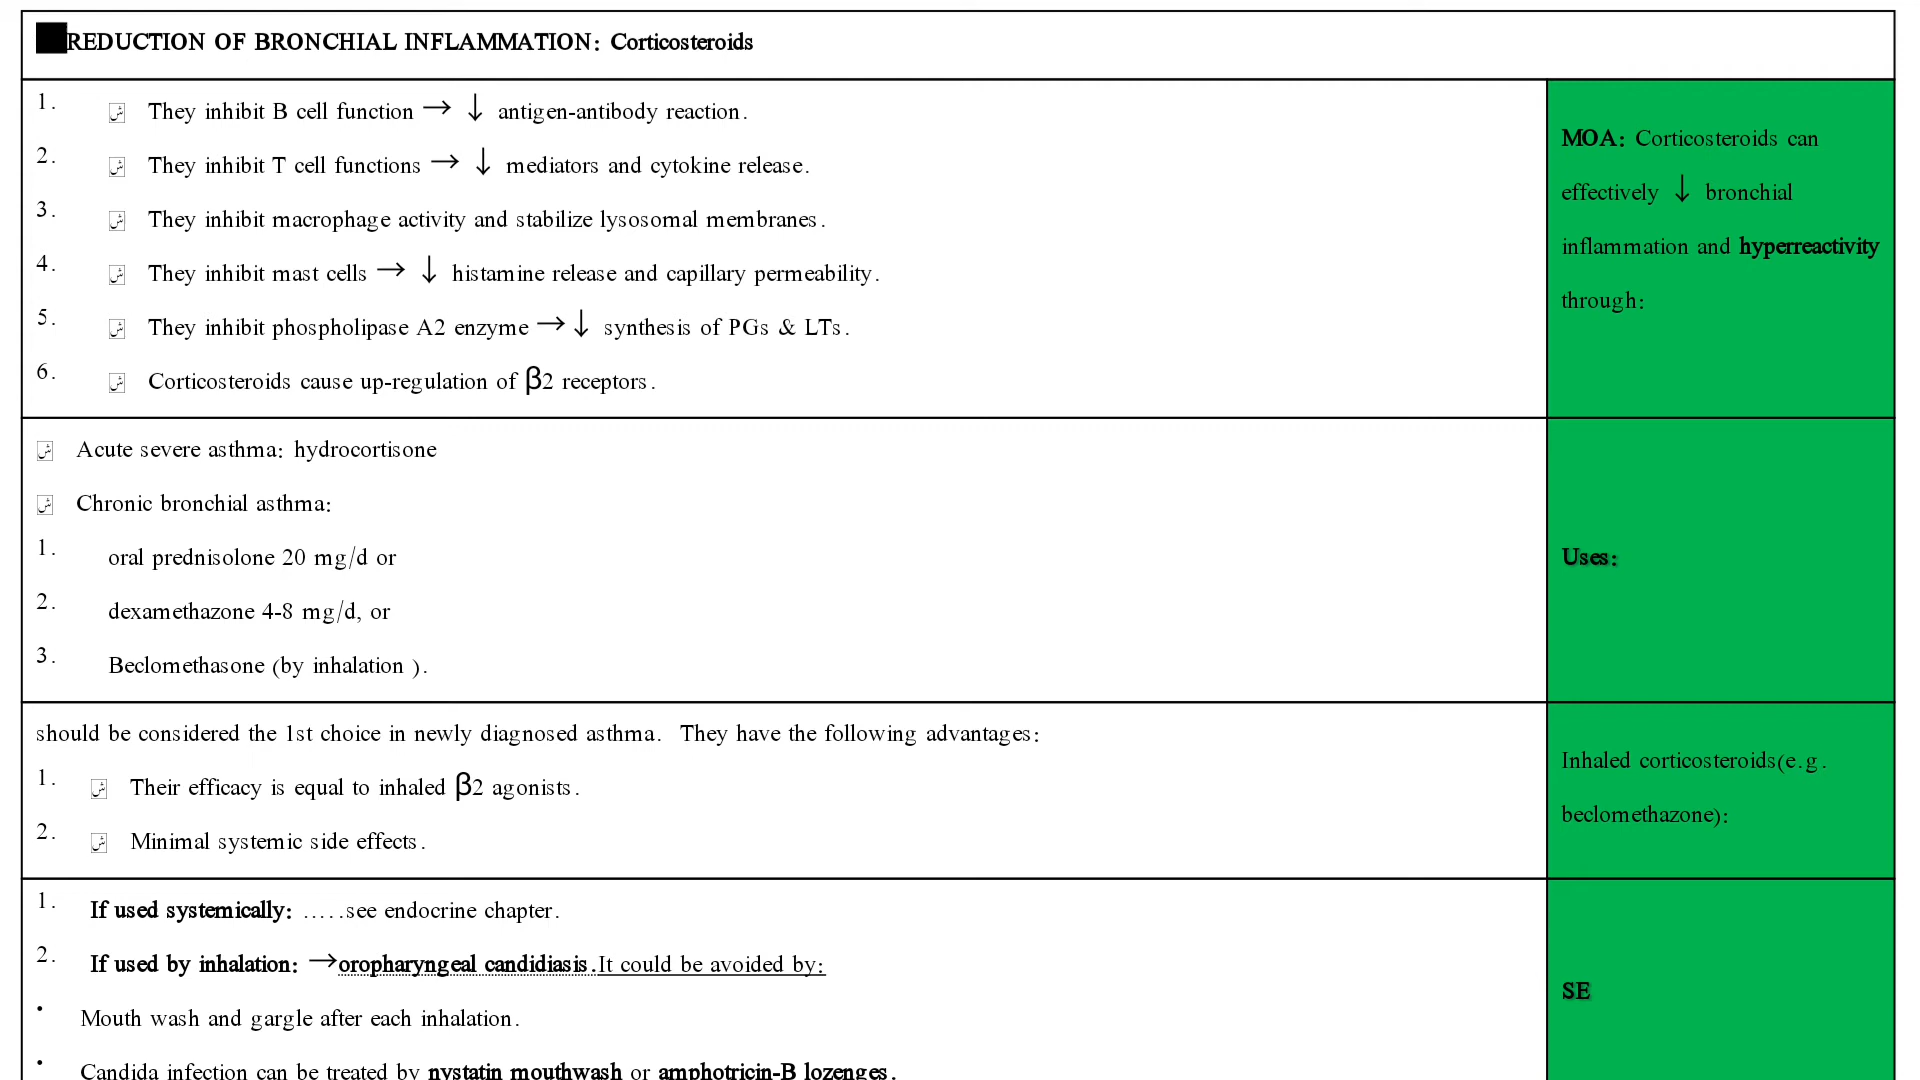 REDUCTION OF BRONCHIAL INFLAMMATION: Corticosteroids
1. They inhibit B cell function → ↓ antigen-antibody reaction.
2. They inhibit T cell functions → ↓ mediators and cytokine release.
3. They inhibit macrophage activity and stabilize lysosomal membranes.
4. They inhibit mast cells → ↓ histamine release and capillary permeability.
5. They inhibit phospholipase A2 enzyme →↓ synthesis of PGs & LTs.
6. Corticosteroids cause up-regulation of β2 receptors.
MOA: Corticosteroids can
effectively ↓ bronchial
inflammation and hyperreactivity
through:
Acute severe asthma: hydrocortisone
Chronic bronchial asthma:
1. oral prednisolone 20 mg/d or
2. dexamethazone 4-8 mg/d, or
3. Beclomethasone (by inhalation ).
Uses:
should be considered the 1st choice in newly diagnosed asthma. They have the following advantages:
1. Their efficacy is equal to inhaled β2 agonists.
2. Minimal systemic side effects.
Inhaled corticosteroids(e.g.
beclomethazone):
1. If used systemically: …..see endocrine chapter.
2. If used by inhalation: →oropharyngeal candidiasis.It could be avoided by:
• Mouth wash and gargle after each inhalation.
• Candida infection can be treated by nystatin mouthwash or amphotricin-B lozenges.
SE